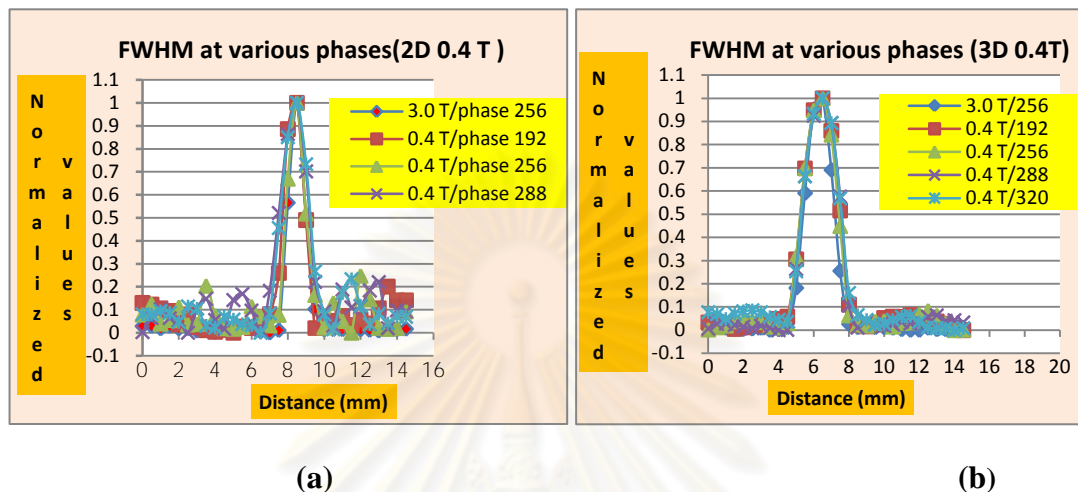 FWHM at various phases(2D 0.4 T )
Normalized values
1.1
1
0.9
0.8
0.7
0.6
0.5
0.4
0.3
0.2
0.1
0
-0.1
3.0 T/phase 256
0.4 T/phase 192
0.4 T/phase 256
0.4 T/phase 288
0 2 4 6 8 10 12 14 16
Distance (mm)
(a)
FWHM at various phases (3D 0.4T)
Normalized values
1.1
1
0.9
0.8
0.7
0.6
0.5
0.4
0.3
0.2
0.1
0
-0.1
3.0 T/256
0.4 T/192
0.4 T/256
0.4 T/288
0.4 T/320
0 2 4 6 8 10 12 14 16 18 20
Distance (mm)
(b)